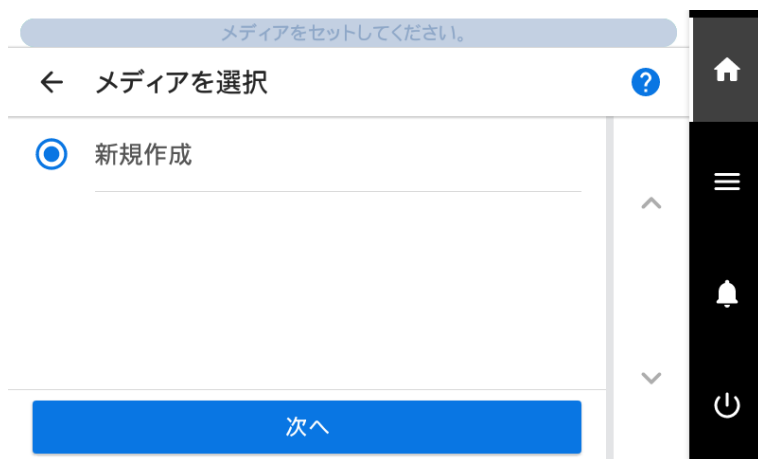 メディアをセットしてください。
メディアを選択
?
新規作成
次へ